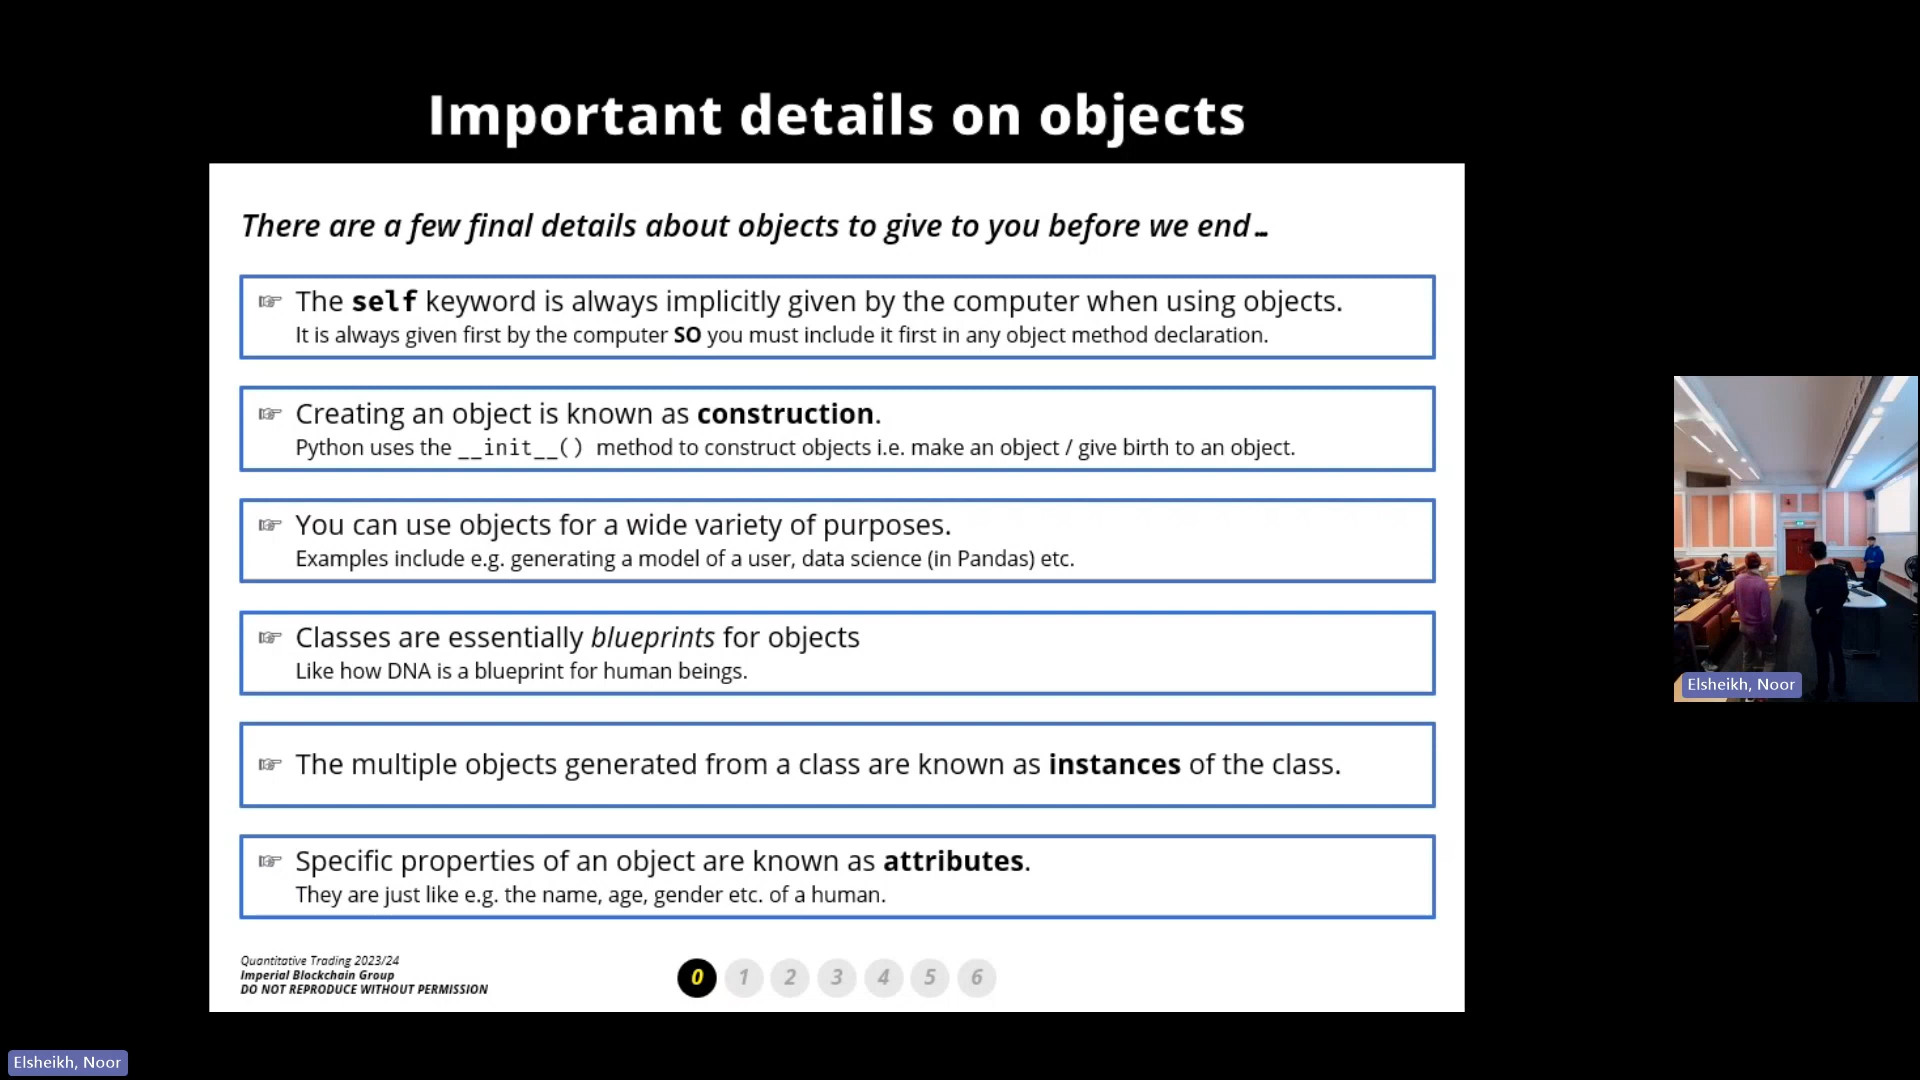 Important details on objects
There are a few final details about objects to give to you before we end...
☞ The self keyword is always implicitly given by the computer when using objects.
It is always given first by the computer SO you must include it first in any object method declaration.
☞ Creating an object is known as construction.
Python uses the __init__() method to construct objects i.e. make an object / give birth to an object.
☞ You can use objects for a wide variety of purposes.
Examples include e.g. generating a model of a user, data science (in Pandas) etc.
☞ Classes are essentially blueprints for objects
Like how DNA is a blueprint for human beings.
☞ The multiple objects generated from a class are known as instances of the class.
☞ Specific properties of an object are known as attributes.
They are just like e.g. the name, age, gender etc. of a human.
Quantitative Trading 2023/24
Imperial Blockchain Group
DO NOT REPRODUCE WITHOUT PERMISSION
0 1 2 3 4 5 6
Elsheikh, Noor
Elsheikh, Noor